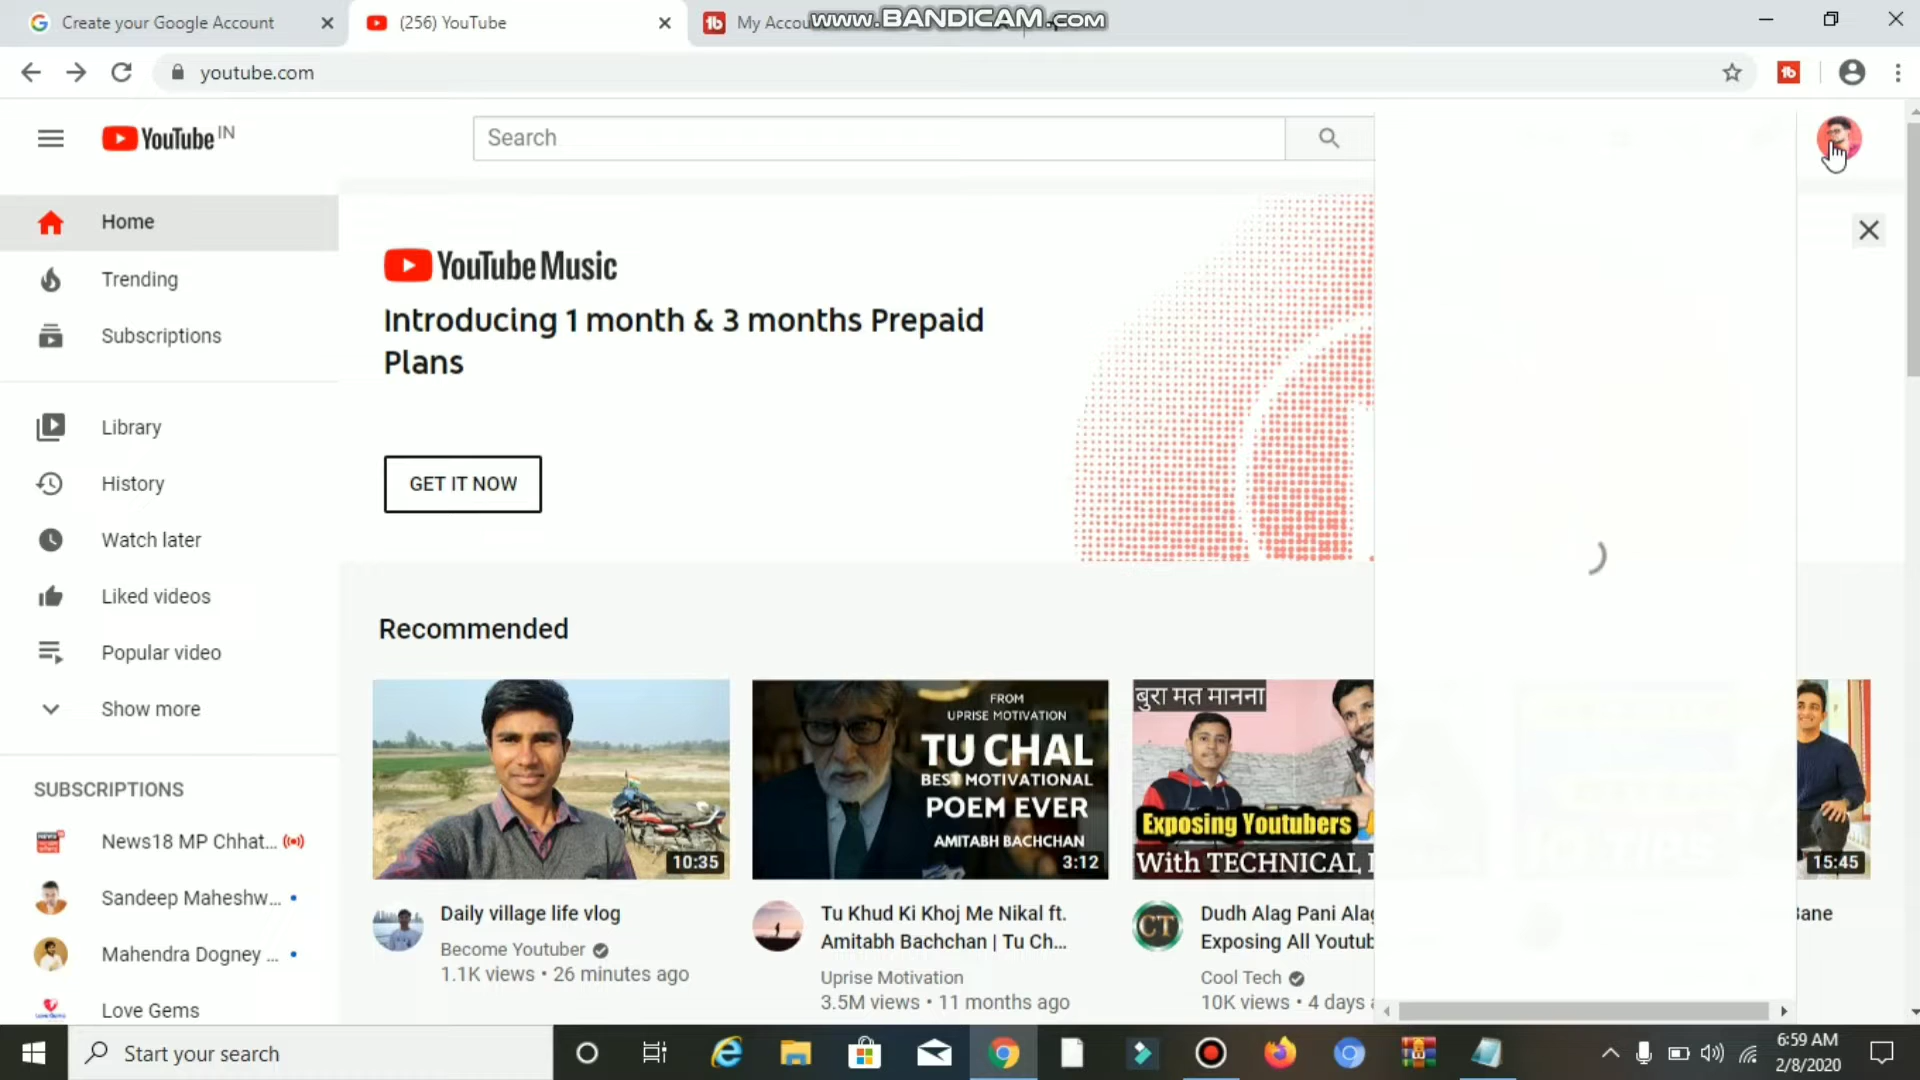 Create your Google Account
(256) YouTube
My Accou
www.BANDICAM.com
youtube.com
YouTube IN
Search
Home
Trending
Subscriptions
Library
History
Watch later
Liked videos
Popular video
Show more
SUBSCRIPTIONS
News18 MP Chhat...
Sandeep Maheshw...
Mahendra Dogney ...
Love Gems
YouTube Music
Introducing 1 month & 3 months Prepaid
Plans
GET IT NOW
Recommended
10:35
Daily village life vlog
Become Youtuber
1.1K views • 26 minutes ago
FROM
UPRISE MOTIVATION
TU CHAL
BEST MOTIVATIONAL
POEM EVER
AMITABH BACHCHAN
3:12
Tu Khud Ki Khoj Me Nikal ft.
Amitabh Bachchan | Tu Ch...
Uprise Motivation
3.5M views • 11 months ago
बुरा मत मानना
Exposing Youtubers
With TECHNICAL
CT
Dudh Alag Pani Alag
Exposing All Youtub
Cool Tech
10K views • 4 days
15:45
Start your search
6:59 AM
2/8/2020